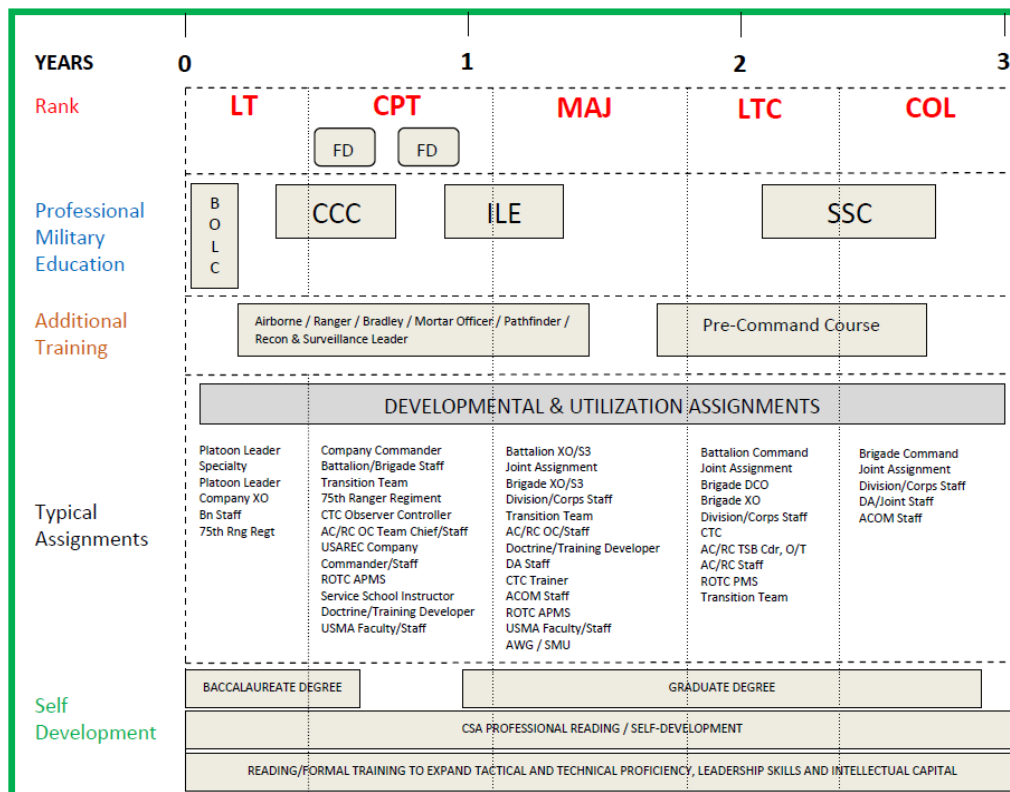 YEARS 0 1 2 3
Rank LT CPT MAJ LTC COL
FD FD
Professional
Military
Education
B
O
L
C
CCC ILE SSC
Additional
Training
Airborne / Ranger / Bradley / Mortar Officer / Pathfinder /
Recon & Surveillance Leader
Pre-Command Course
DEVELOPMENTAL & UTILIZATION ASSIGNMENTS
Typical
Assignments
Platoon Leader
Specialty
Platoon Leader
Company XO
Bn Staff
75th Rng Regt
Company Commander
Battalion/Brigade Staff
Transition Team
75th Ranger Regiment
CTC Observer Controller
AC/RC OC Team Chief/Staff
USAREC Company
Commander/Staff
ROTC APMS
Service School Instructor
Doctrine/Training Developer
USMA Faculty/Staff
Battalion XO/S3
Joint Assignment
Brigade XO/S3
Division/Corps Staff
Transition Team
AC/RC OC/Staff
Doctrine/Training Developer
DA Staff
CTC Trainer
ACOM Staff
ROTC APMS
USMA Faculty/Staff
AWG / SMU
Battalion Command
Joint Assignment
Brigade DCO
Brigade XO
Division/Corps Staff
CTC
AC/RC TSB Cdr, O/T
AC/RC Staff
ROTC PMS
Transition Team
Brigade Command
Joint Assignment
Division/Corps Staff
DA/Joint Staff
ACOM Staff
Self
Development
BACCALAUREATE DEGREE
GRADUATE DEGREE
CSA PROFESSIONAL READING / SELF-DEVELOPMENT
READING/FORMAL TRAINING TO EXPAND TACTICAL AND TECHNICAL PROFICIENCY, LEADERSHIP SKILLS AND INTELLECTUAL CAPITAL